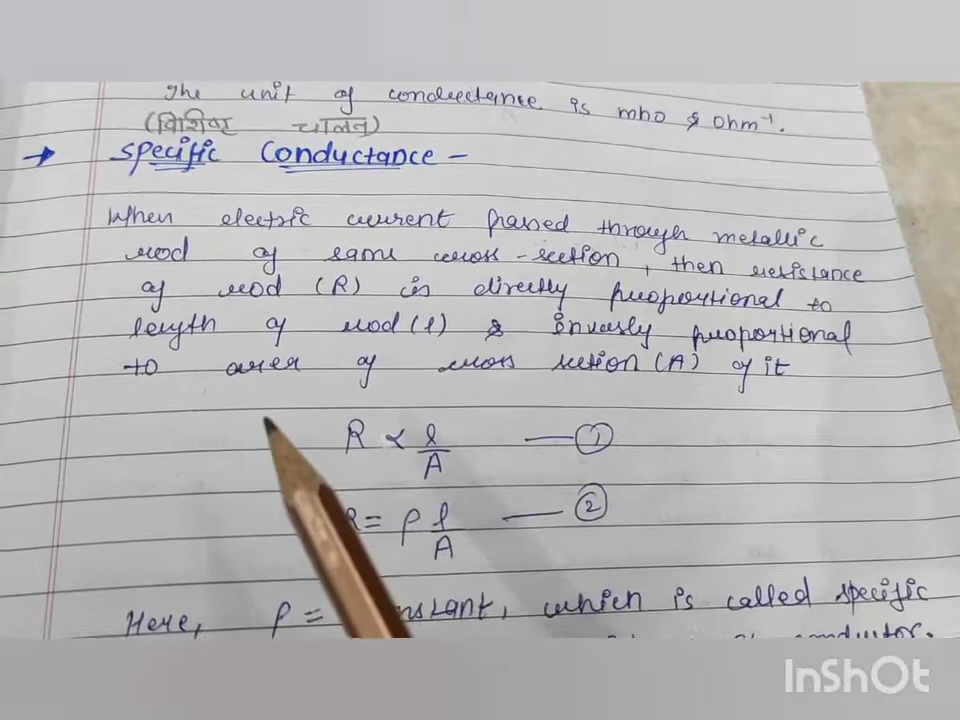 The unit of conductance is mho & Ohm⁻¹.
(विशिष्ट चालन)
→ Specific Conductance –
When electric current passed through metallic
rod of same cross-section, then resistance
of rod (R) is directly proportional to
length of rod (l) & inversly proportional
to area of cross section (A) of it
R ∝ l/A —①
R = ρ l/A —②
Here, ρ = constant, which is called specific
conductor.
InShOt